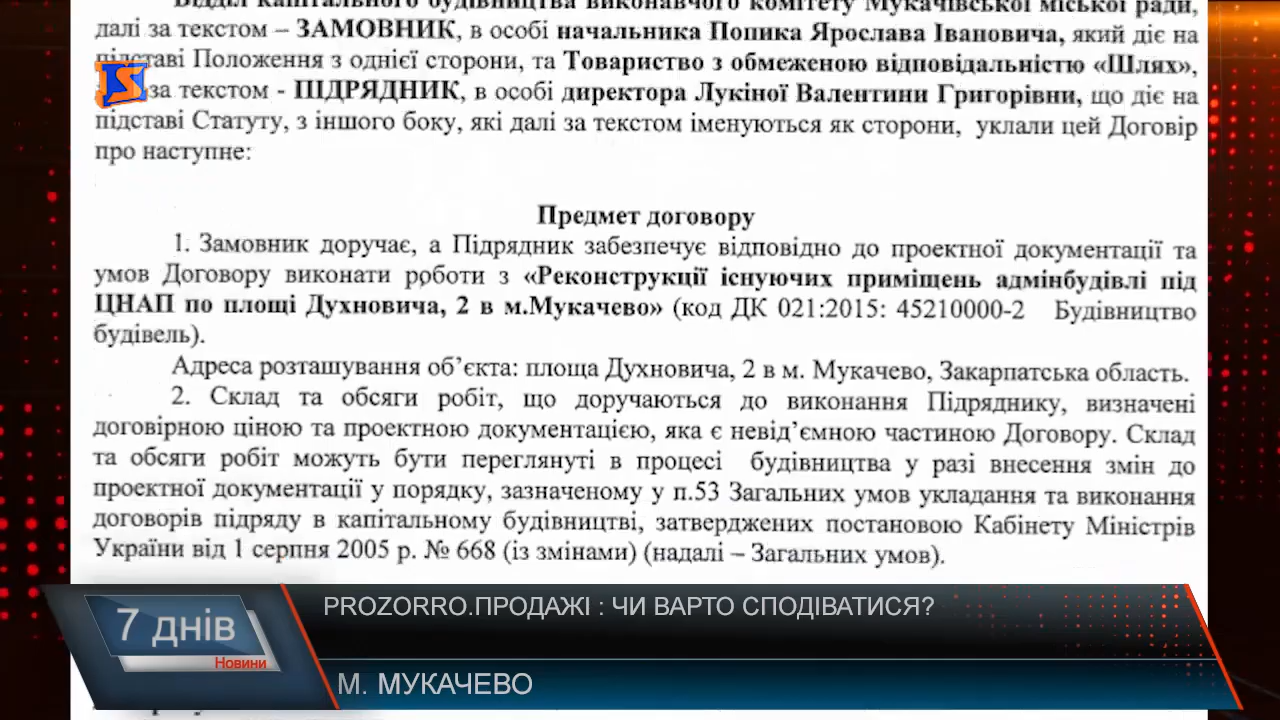 Відділ капітального будівництва виконавчого комітету Мукачівської міської ради,
далі за текстом – ЗАМОВНИК, в особі начальника Попика Ярослава Івановича, який діє на
підставі Положення з однієї сторони, та Товариство з обмеженою відповідальністю «Шлях»,
за текстом - ПІДРЯДНИК, в особі директора Лукіної Валентини Григорівни, що діє на
підставі Статуту, з іншого боку, які далі за текстом іменуються як сторони, уклали цей Договір
про наступне:
Предмет договору
1. Замовник доручає, а Підрядник забезпечує відповідно до проектної документації та
умов Договору виконати роботи з «Реконструкції існуючих приміщень адмінбудівлі під
ЦНАП по площі Духновича, 2 в м.Мукачево» (код ДК 021:2015: 45210000-2 Будівництво
будівель).
Адреса розташування об’єкта: площа Духновича, 2 в м. Мукачево, Закарпатська область.
2. Склад та обсяги робіт, що доручаються до виконання Підряднику, визначені
договірною ціною та проектною документацією, яка є невід’ємною частиною Договору. Склад
та обсяги робіт можуть бути переглянуті в процесі будівництва у разі внесення змін до
проектної документації у порядку, зазначеному у п.53 Загальних умов укладання та виконання
договорів підряду в капітальному будівництві, затверджених постановою Кабінету Міністрів
України від 1 серпня 2005 р. № 668 (із змінами) (надалі – Загальних умов).
7 днів
Новини
PROZORRO.ПРОДАЖІ : ЧИ ВАРТО СПОДІВАТИСЯ?
М. МУКАЧЕВО